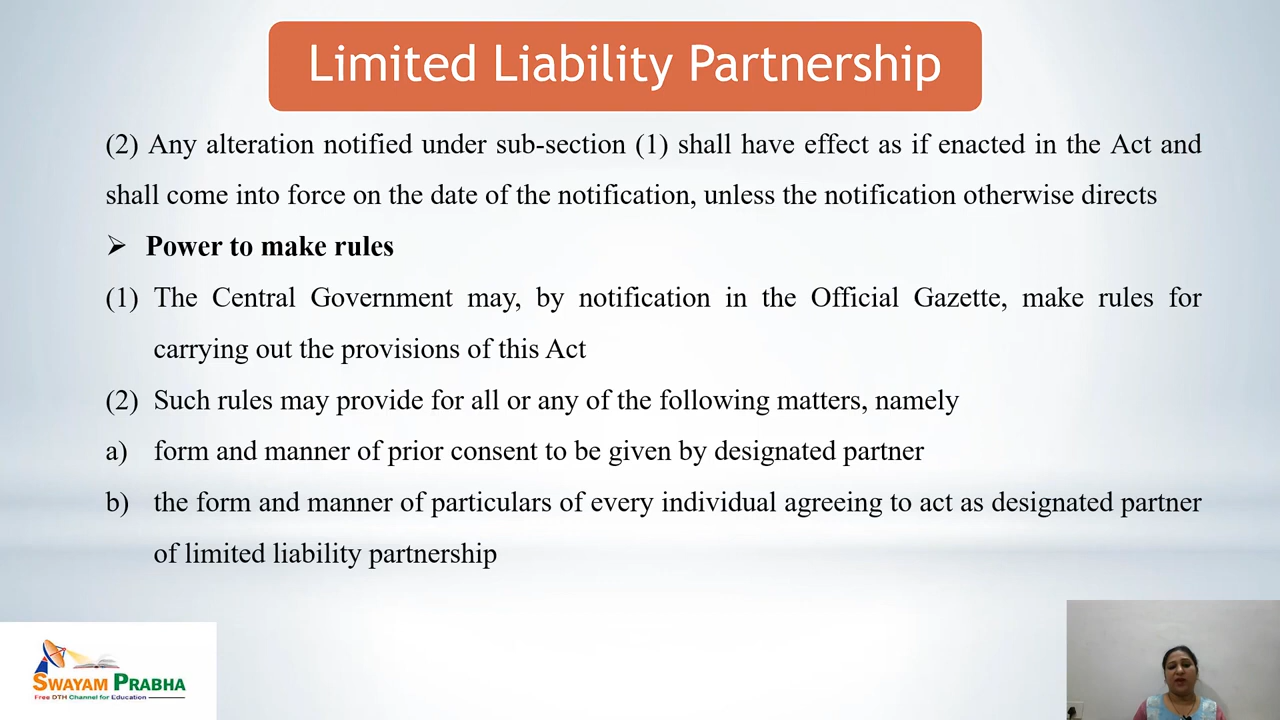 Limited Liability Partnership
(2) Any alteration notified under sub-section (1) shall have effect as if enacted in the Act and
shall come into force on the date of the notification, unless the notification otherwise directs
➢ Power to make rules
(1) The Central Government may, by notification in the Official Gazette, make rules for
carrying out the provisions of this Act
(2) Such rules may provide for all or any of the following matters, namely
a) form and manner of prior consent to be given by designated partner
b) the form and manner of particulars of every individual agreeing to act as designated partner
of limited liability partnership
SWAYAM PRABHA
Free DTH Channel for Education